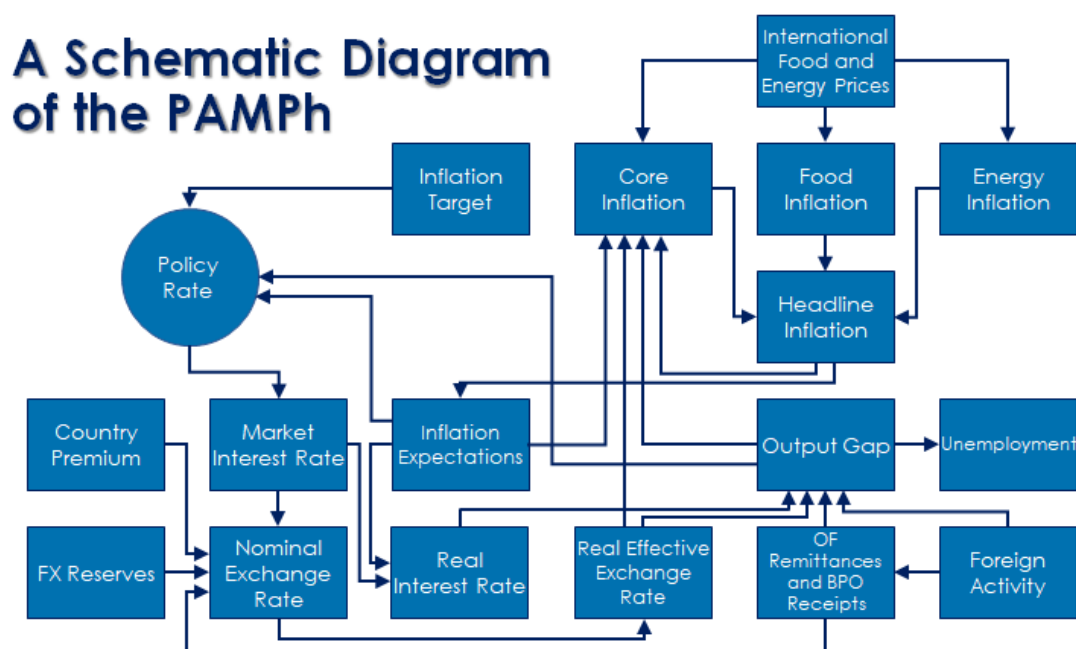 A Schematic Diagram
of the PAMPh
International
Food and
Energy Prices
Inflation
Target
Core
Inflation
Food
Inflation
Energy
Inflation
Policy
Rate
Headline
Inflation
Country
Premium
Market
Interest Rate
Inflation
Expectations
Output Gap
Unemployment
FX Reserves
Nominal
Exchange
Rate
Real
Interest Rate
Real Effective
Exchange
Rate
OF
Remittances
and BPO
Receipts
Foreign
Activity